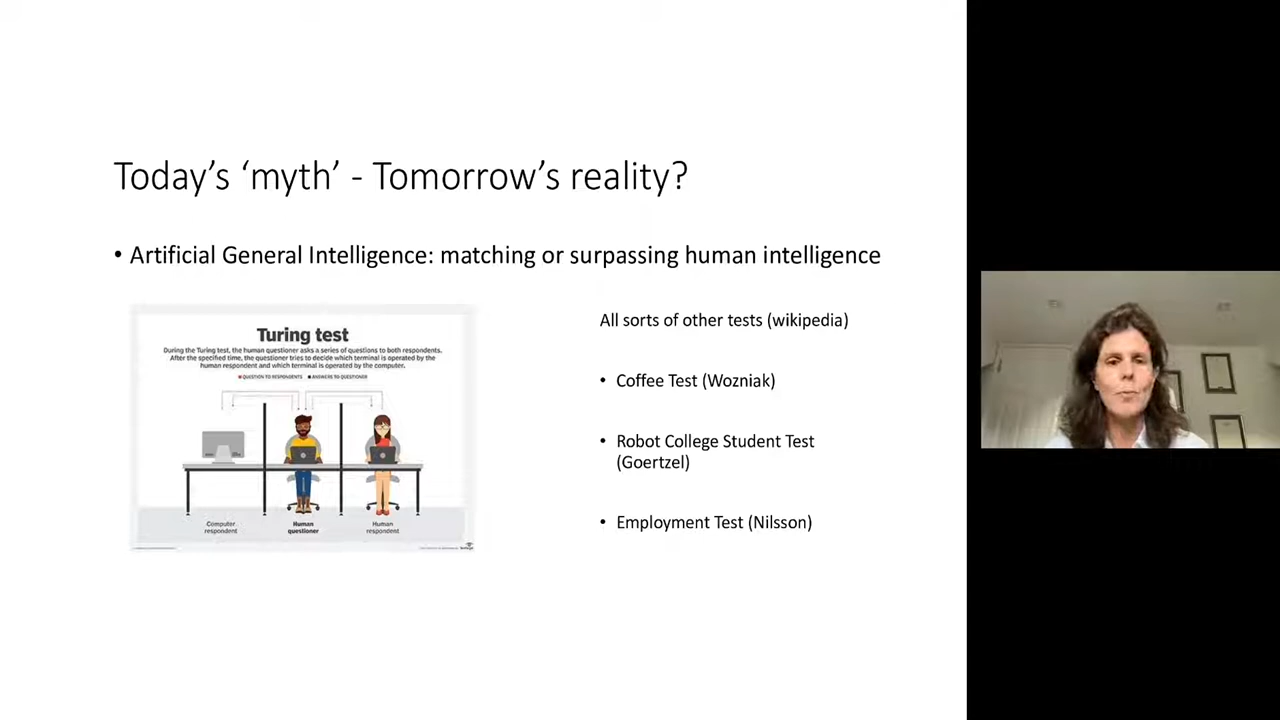 Today's ‘myth’ - Tomorrow's reality?
• Artificial General Intelligence: matching or surpassing human intelligence
Turing test
During the Turing test, the human questioner asks a series of questions to both respondents.
After the specified time, the questioner tries to decide which terminal is operated by the
human respondent and which terminal is operated by the computer.
QUESTION TO RESPONDENTS ANSWERS TO QUESTIONER
Computer
respondent
Human
questioner
Human
respondent
All sorts of other tests (wikipedia)
• Coffee Test (Wozniak)
• Robot College Student Test
(Goertzel)
• Employment Test (Nilsson)